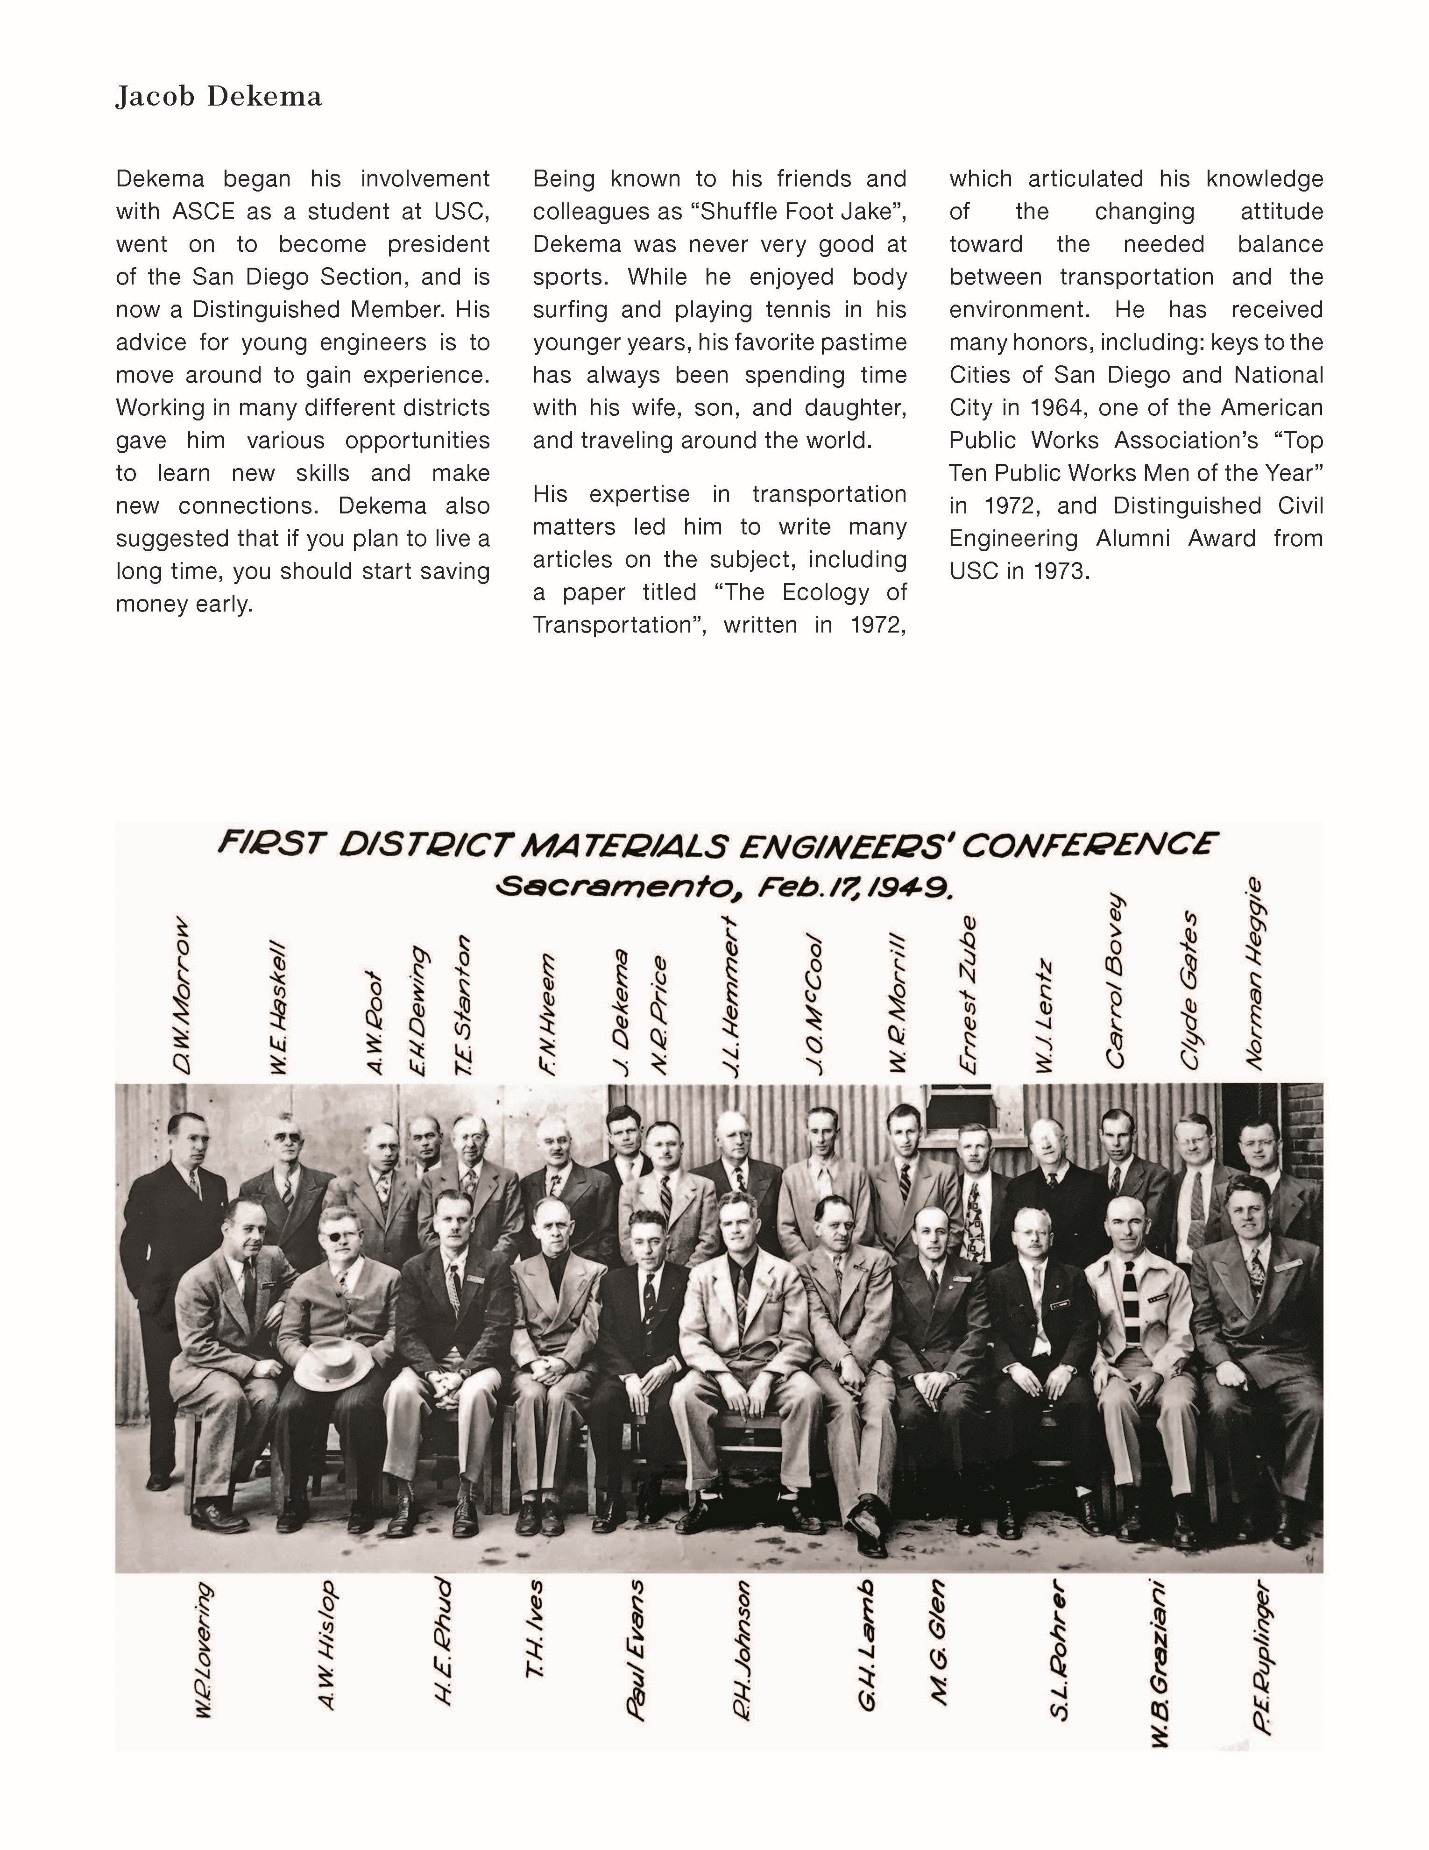 Jacob Dekema
Dekema began his involvement
with ASCE as a student at USC,
went on to become president
of the San Diego Section, and is
now a Distinguished Member. His
advice for young engineers is to
move around to gain experience.
Working in many different districts
gave him various opportunities
to learn new skills and make
new connections. Dekema also
suggested that if you plan to live a
long time, you should start saving
money early.
Being known to his friends and
colleagues as “Shuffle Foot Jake”,
Dekema was never very good at
sports. While he enjoyed body
surfing and playing tennis in his
younger years, his favorite pastime
has always been spending time
with his wife, son, and daughter,
and traveling around the world.
His expertise in transportation
matters led him to write many
articles on the subject, including
a paper titled “The Ecology of
Transportation”, written in 1972,
which articulated his knowledge
of the changing attitude
toward the needed balance
between transportation and the
environment. He has received
many honors, including: keys to the
Cities of San Diego and National
City in 1964, one of the American
Public Works Association’s “Top
Ten Public Works Men of the Year”
in 1972, and Distinguished Civil
Engineering Alumni Award from
USC in 1973.
FIRST DISTRICT MATERIALS ENGINEERS' CONFERENCE
Sacramento, Feb. 17, 1949.
D.W. Morrow
W.E. Haskell
A.W. Root
E.H. Dewing
T.E. Stanton
F.N. Hveem
J. Dekema
N.R. Price
J.L. Hemmert
J.O. McCool
W.R. Morrill
Ernest Zube
W.J. Lentz
Carrol Bovey
Clyde Gates
Norman Heggie
W.R. Lovering
A.W. Hislop
H.E. Rhud
T.H. Ives
Paul Evans
R.H. Johnson
G.H. Lamb
M.G. Glen
S.L. Rohrer
W.B. Graziani
P.E. Ruplinger